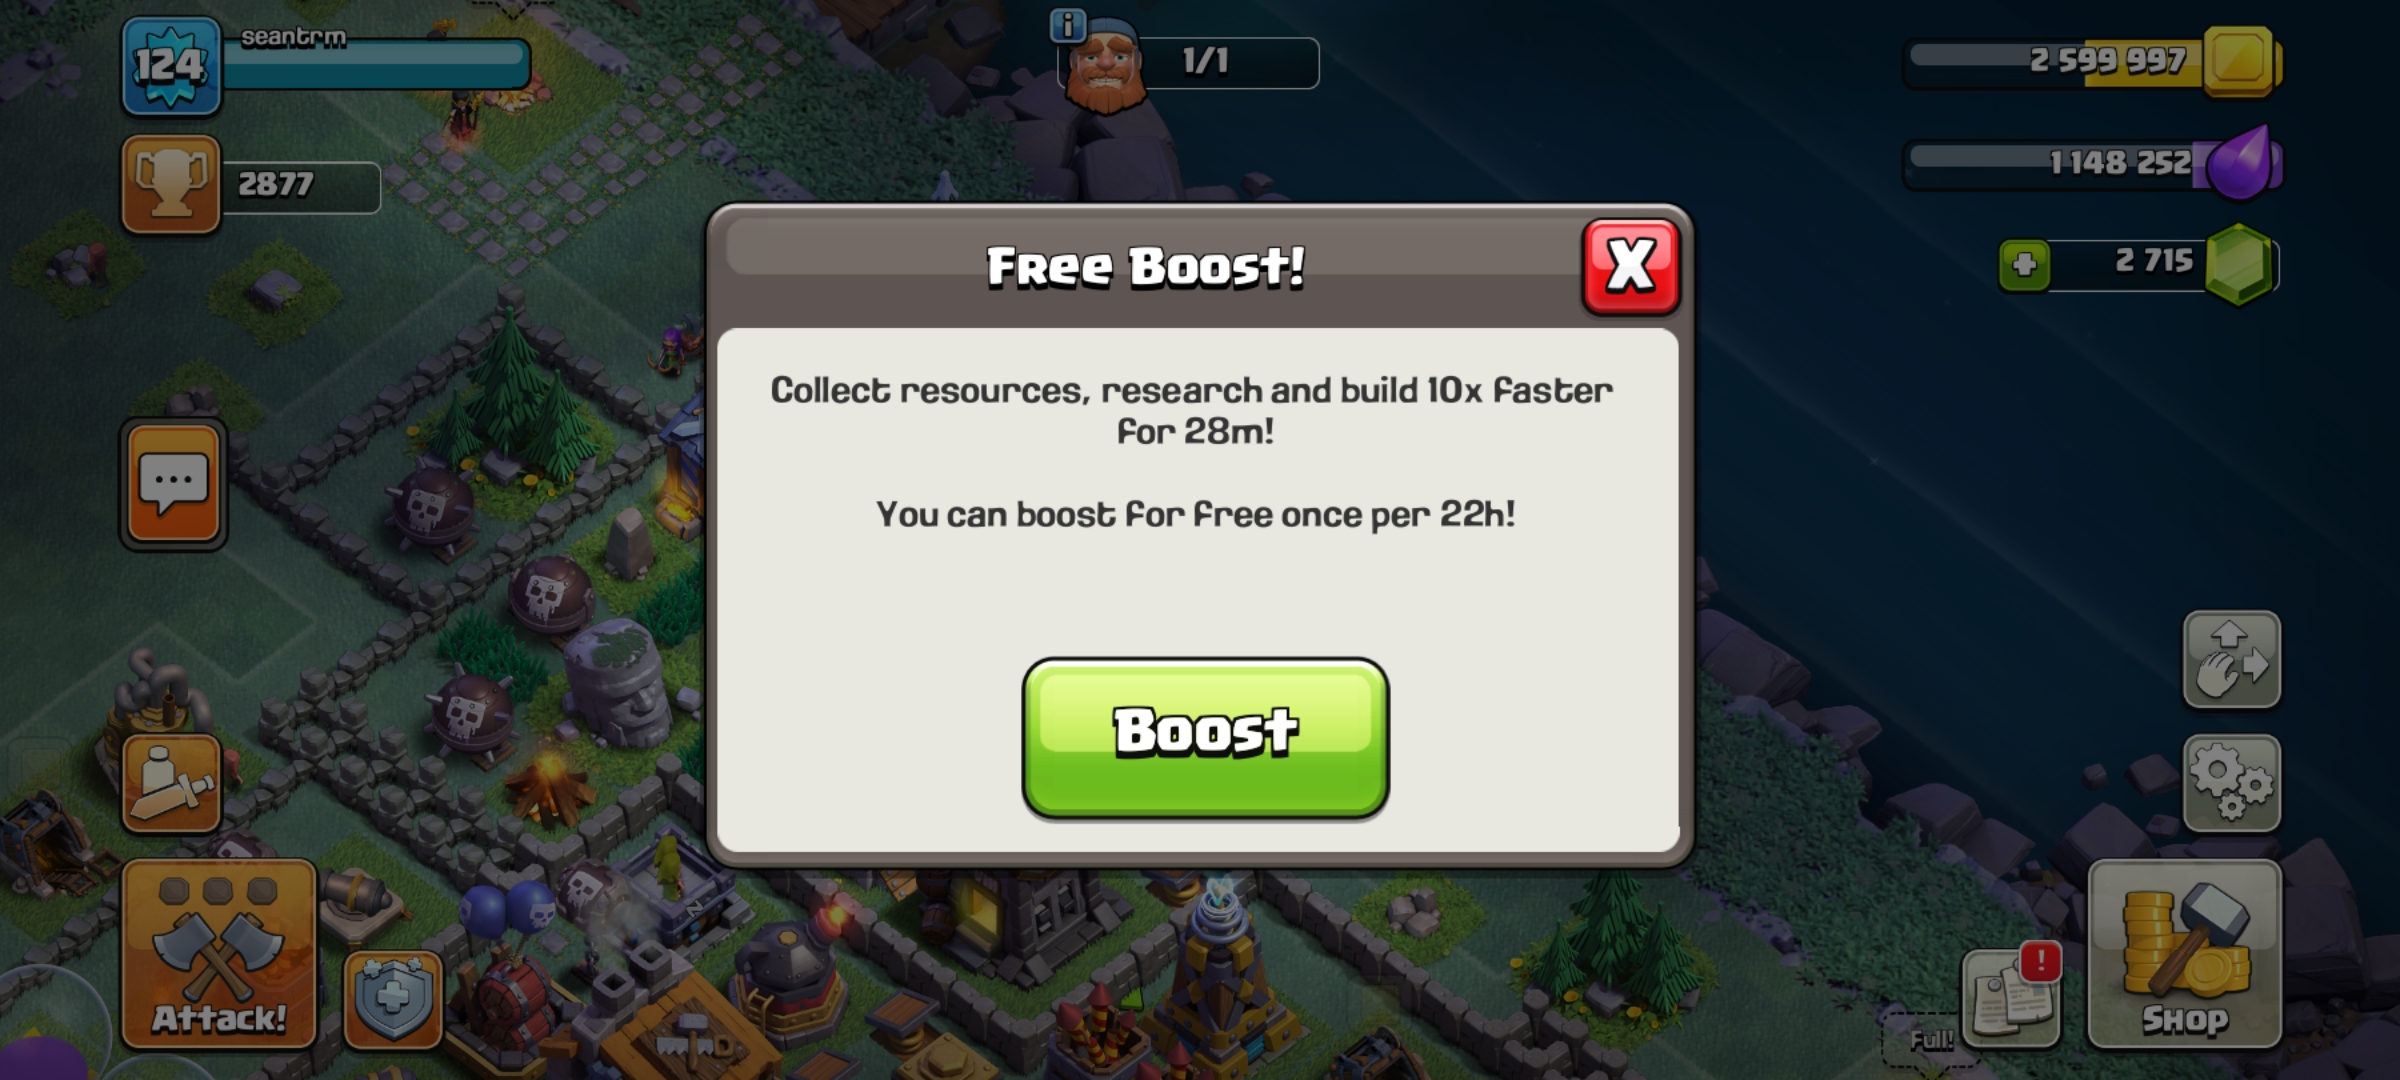 124
seantrm
1/1
2 599 997
2877
1 148 252
2 715
Free Boost!
X
Collect resources, research and build 10x faster
for 28m!
You can boost for free once per 22h!
Boost
Attack!
!
Full!
Shop